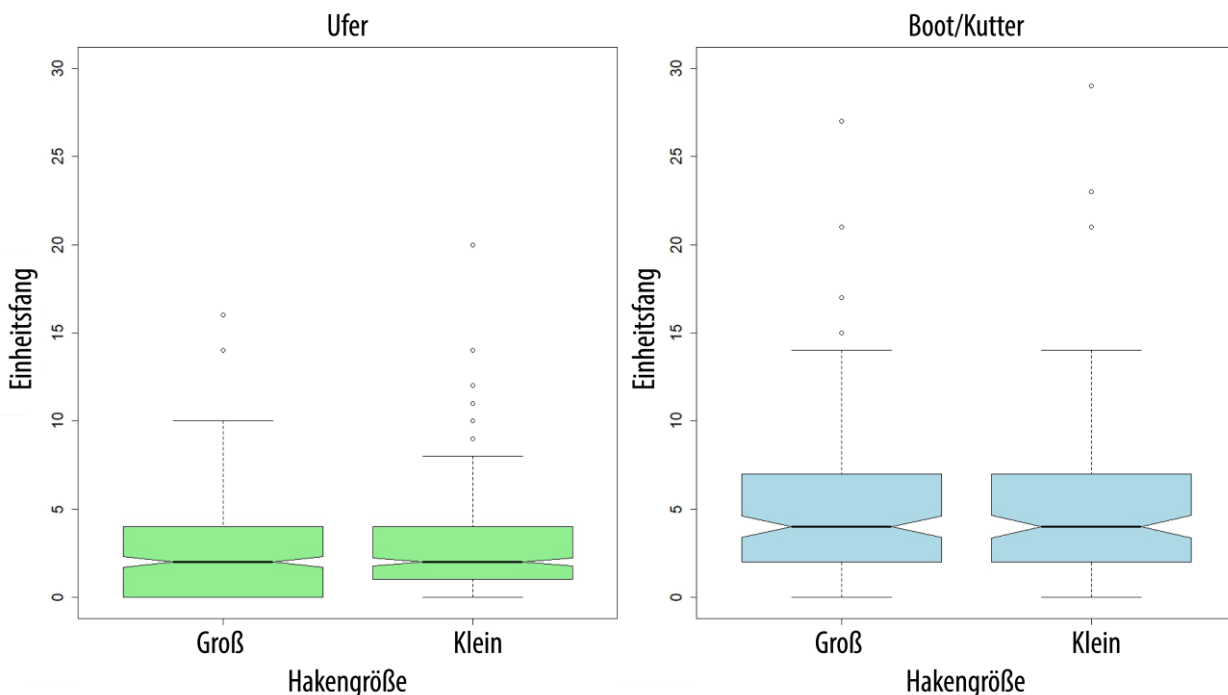 Ufer
Boot/Kutter
30
25
20
15
10
5
0
Einheitsfang
Groß
Klein
Hakengröße
30
25
20
15
10
5
0
Einheitsfang
Groß
Klein
Hakengröße